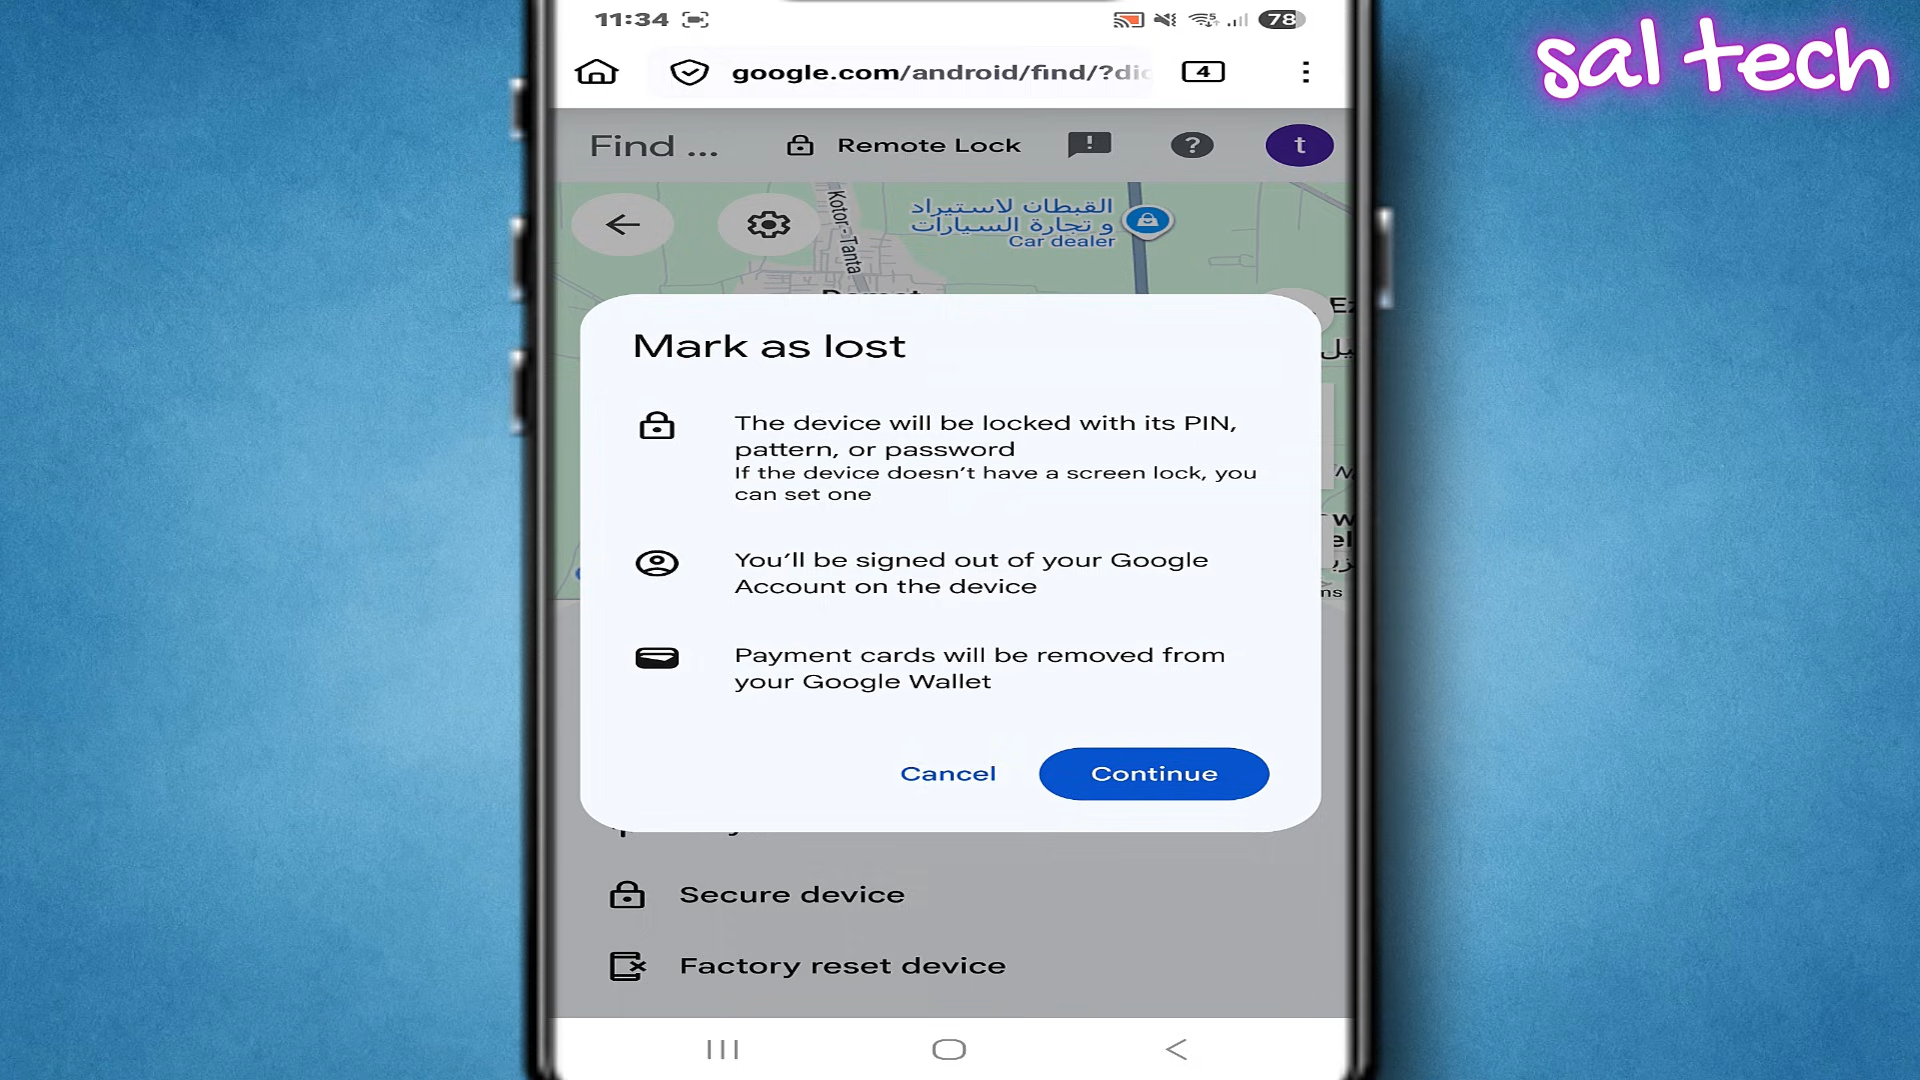 sal tech
11:34
78
google.com/android/find/?di
4
Find ...
Remote Lock
t
Kotor - Tanta
القبطان لاستيراد
و تجارة السيارات
Car dealer
Mark as lost
The device will be locked with its PIN,
pattern, or password
If the device doesn't have a screen lock, you
can set one
You'll be signed out of your Google
Account on the device
Payment cards will be removed from
your Google Wallet
Cancel
Continue
Secure device
Factory reset device